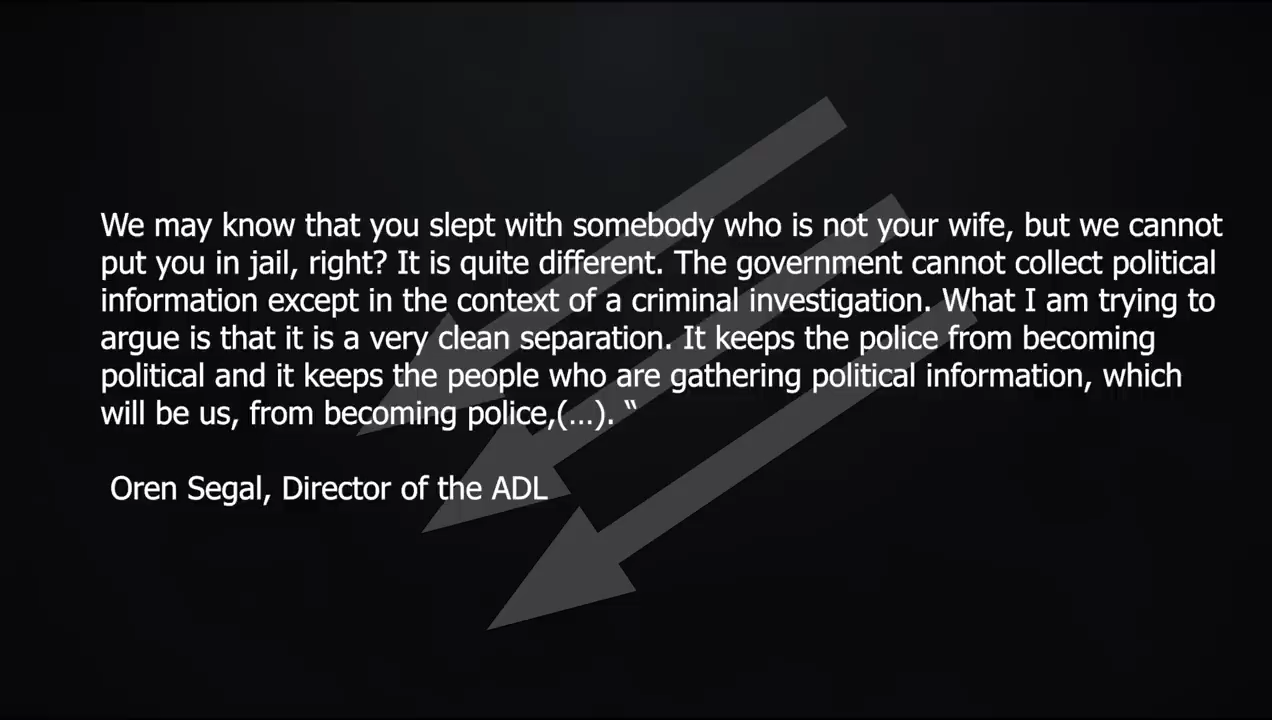 We may know that you slept with somebody who is not your wife, but we cannot
put you in jail, right? It is quite different. The government cannot collect political
information except in the context of a criminal investigation. What I am trying to
argue is that it is a very clean separation. It keeps the police from becoming
political and it keeps the people who are gathering political information, which
will be us, from becoming police,(...). “
Oren Segal, Director of the ADL